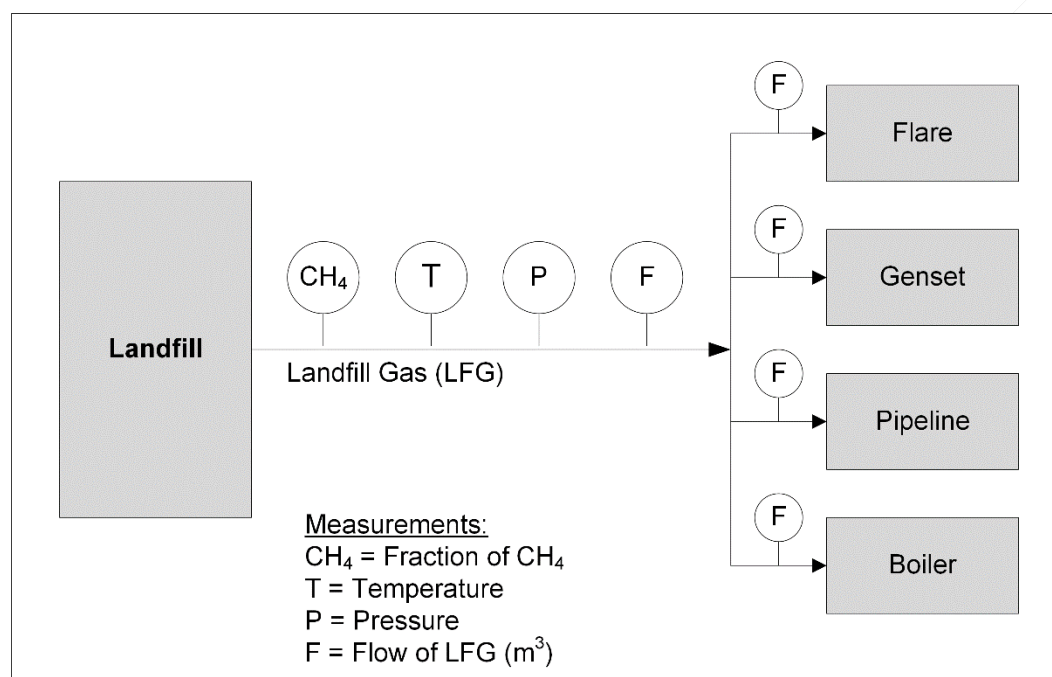 F
Flare
F
Genset
CH₄ T P F
Landfill
Landfill Gas (LFG)
F
Pipeline
F
Boiler
Measurements:
CH₄ = Fraction of CH₄
T = Temperature
P = Pressure
F = Flow of LFG (m³)